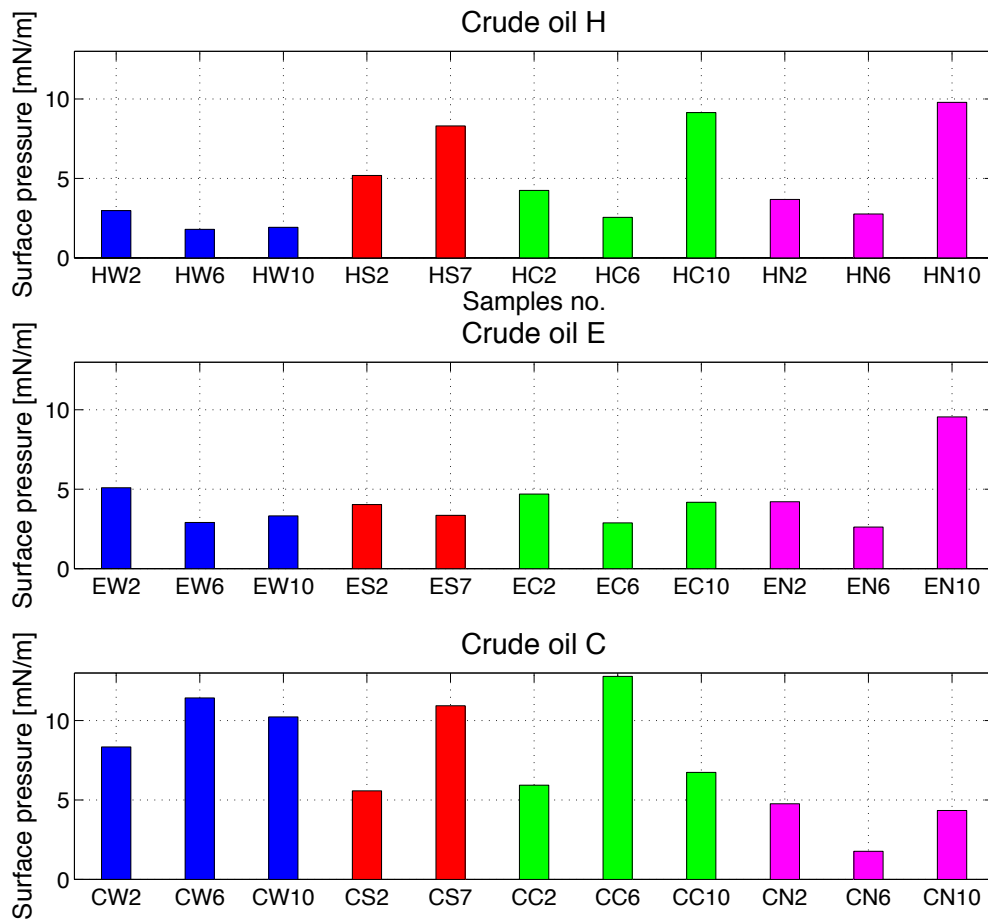 Crude oil H
Surface pressure [mN/m]
10
5
0
HW2 HW6 HW10 HS2 HS7 HC2 HC6 HC10 HN2 HN6 HN10
Samples no.
Crude oil E
Surface pressure [mN/m]
10
5
0
EW2 EW6 EW10 ES2 ES7 EC2 EC6 EC10 EN2 EN6 EN10
Crude oil C
Surface pressure [mN/m]
10
5
0
CW2 CW6 CW10 CS2 CS7 CC2 CC6 CC10 CN2 CN6 CN10